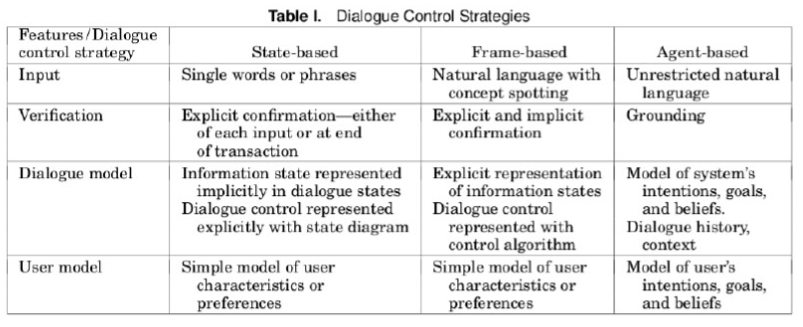 Table I. Dialogue Control Strategies
Features/Dialogue
control strategy State-based Frame-based Agent-based
Input Single words or phrases Natural language with Unrestricted natural
concept spotting language
Verification Explicit confirmation—either Explicit and implicit Grounding
of each input or at end confirmation
of transaction
Dialogue model Information state represented Explicit representation Model of system's
implicitly in dialogue states of information states intentions, goals,
Dialogue control represented Dialogue control and beliefs.
explicitly with state diagram represented with Dialogue history,
control algorithm context
User model Simple model of user Simple model of user Model of user's
characteristics or characteristics or intentions, goals,
preferences preferences and beliefs